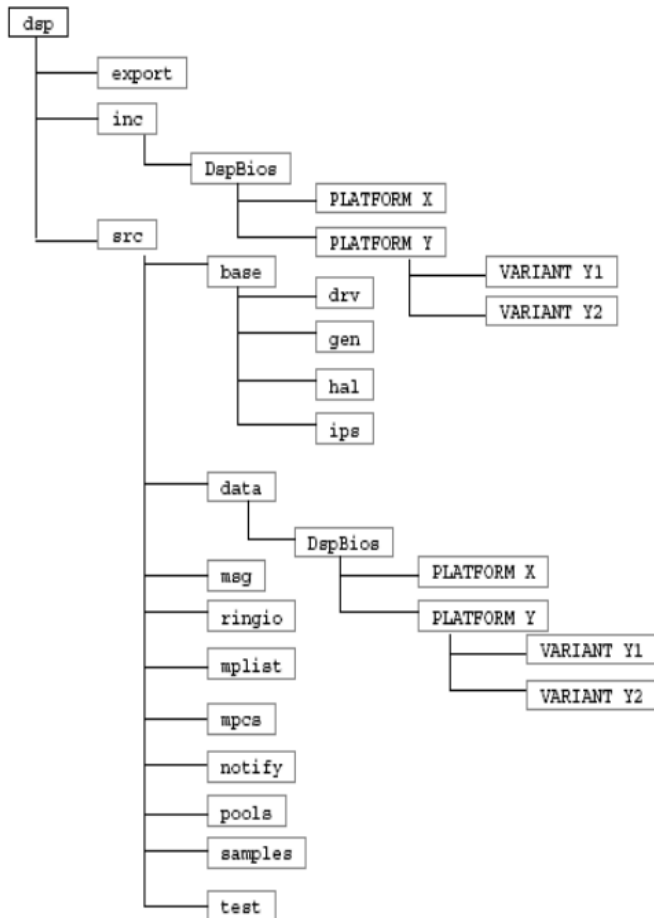 dsp
export
inc
DspBios
PLATFORM X
PLATFORM Y
VARIANT Y1
VARIANT Y2
src
base
drv
gen
hal
ips
data
DspBios
PLATFORM X
PLATFORM Y
VARIANT Y1
VARIANT Y2
msg
ringio
mplist
mpcs
notify
pools
samples
test